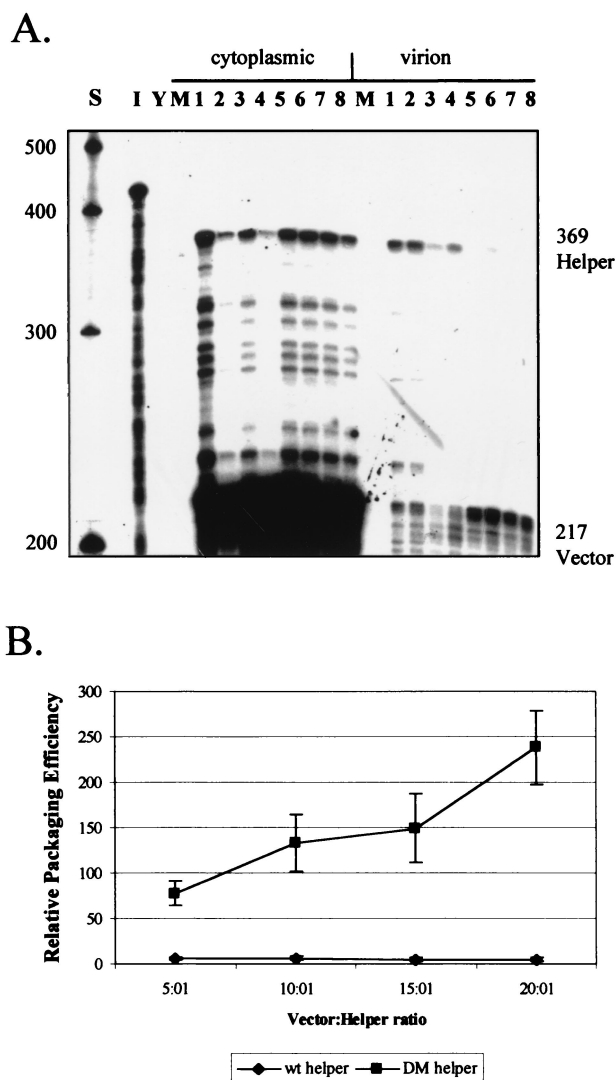 A.
cytoplasmic virion
S I Y M 1 2 3 4 5 6 7 8 M 1 2 3 4 5 6 7 8
500
400
369
Helper
300
200
217
Vector
B.
Relative Packaging Efficiency
300
250
200
150
100
50
0
5:01 10:01 15:01 20:01
Vector:Helper ratio
wt helper DM helper